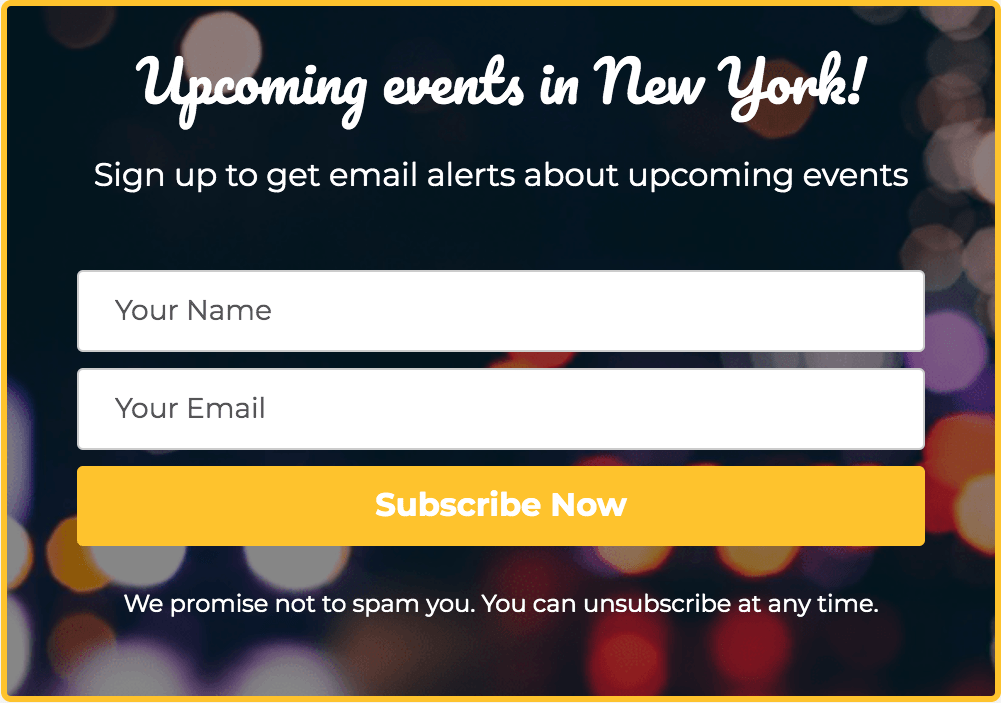 Upcoming events in New York!
Sign up to get email alerts about upcoming events
Your Name
Your Email
Subscribe Now
We promise not to spam you. You can unsubscribe at any time.